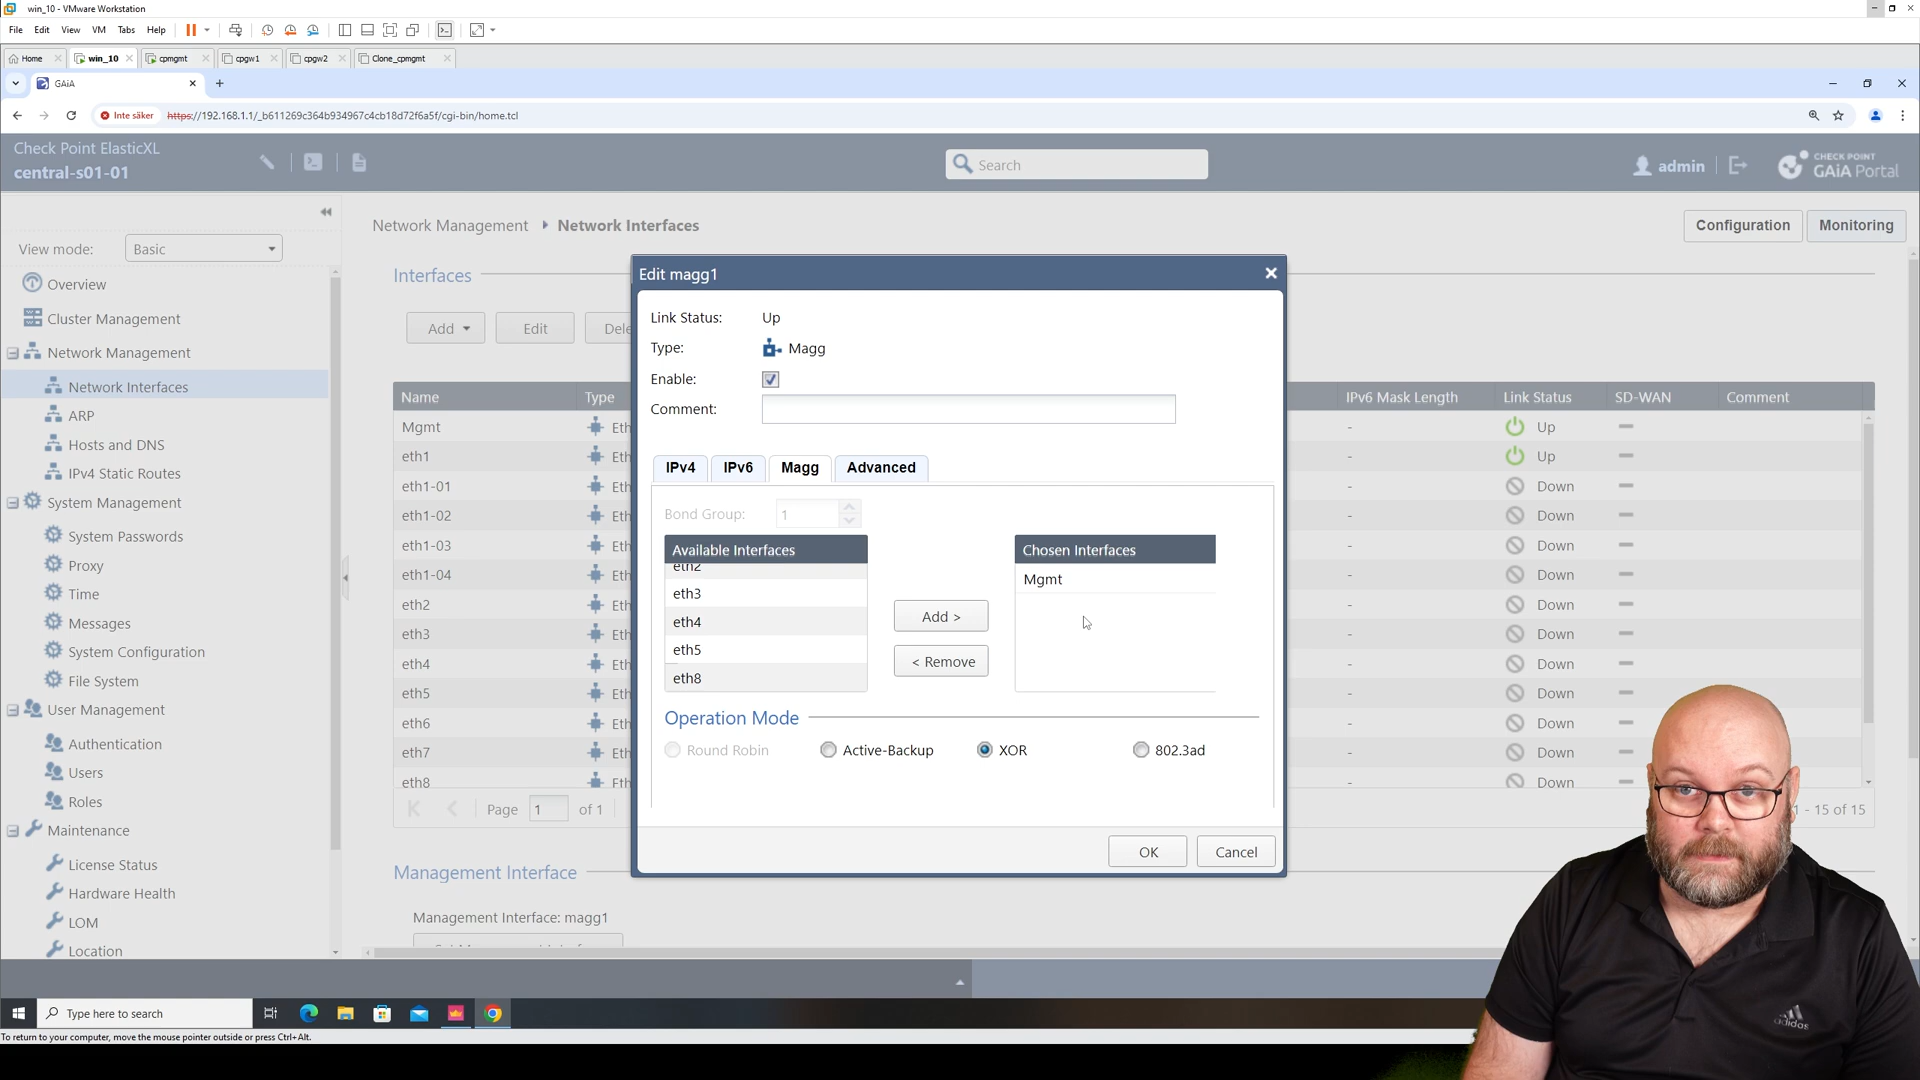 win_10 - VMware Workstation
File Edit View VM Tabs Help
Home win_10 cpmgmt cpgw1 cpgw2 Clone_cpmgmt
GAiA
Inte säker https://192.168.1.1/_b611269c364b934967c4cb18d72f6a5f/cgi-bin/home.tcl
Check Point ElasticXL
central-s01-01
Search
admin
CHECK POINT
GAiA Portal
View mode: Basic
Overview
Cluster Management
Network Management
Network Interfaces
ARP
Hosts and DNS
IPv4 Static Routes
System Management
System Passwords
Proxy
Time
Messages
System Configuration
File System
User Management
Authentication
Users
Roles
Maintenance
License Status
Hardware Health
LOM
Location
Network Management Network Interfaces
Configuration Monitoring
Interfaces
Add Edit Dele
Name Type IPv6 Mask Length Link Status SD-WAN Comment
Mgmt Eth - Up
eth1 Eth - Up
eth1-01 Eth - Down
eth1-02 Eth - Down
eth1-03 Eth - Down
eth1-04 Eth - Down
eth2 Eth - Down
eth3 Eth - Down
eth4 Eth - Down
eth5 Eth - Down
eth6 Eth - Down
eth7 Eth - Down
eth8 Eth - Down
Page 1 of 1
1 - 15 of 15
Management Interface
Management Interface: magg1
Edit magg1
Link Status: Up
Type: Magg
Enable:
Comment:
IPv4 IPv6 Magg Advanced
Bond Group: 1
Available Interfaces
eth2
eth3
eth4
eth5
eth8
Add >
< Remove
Chosen Interfaces
Mgmt
Operation Mode
Round Robin Active-Backup XOR 802.3ad
OK Cancel
Type here to search
To return to your computer, move the mouse pointer outside or press Ctrl+Alt.
adidas